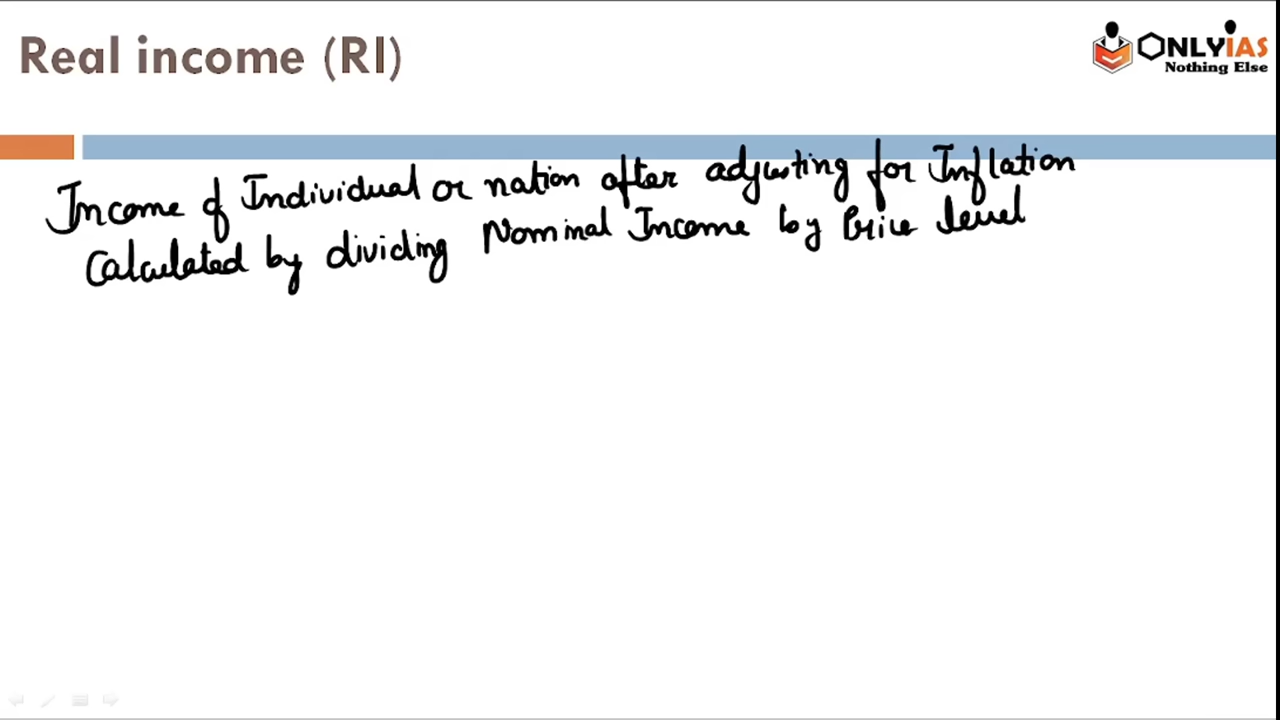 Real income (RI)
ONLYIAS
Nothing Else
Income of Individual or nation after adjusting for Inflation
Calculated by dividing Nominal Income by Price level